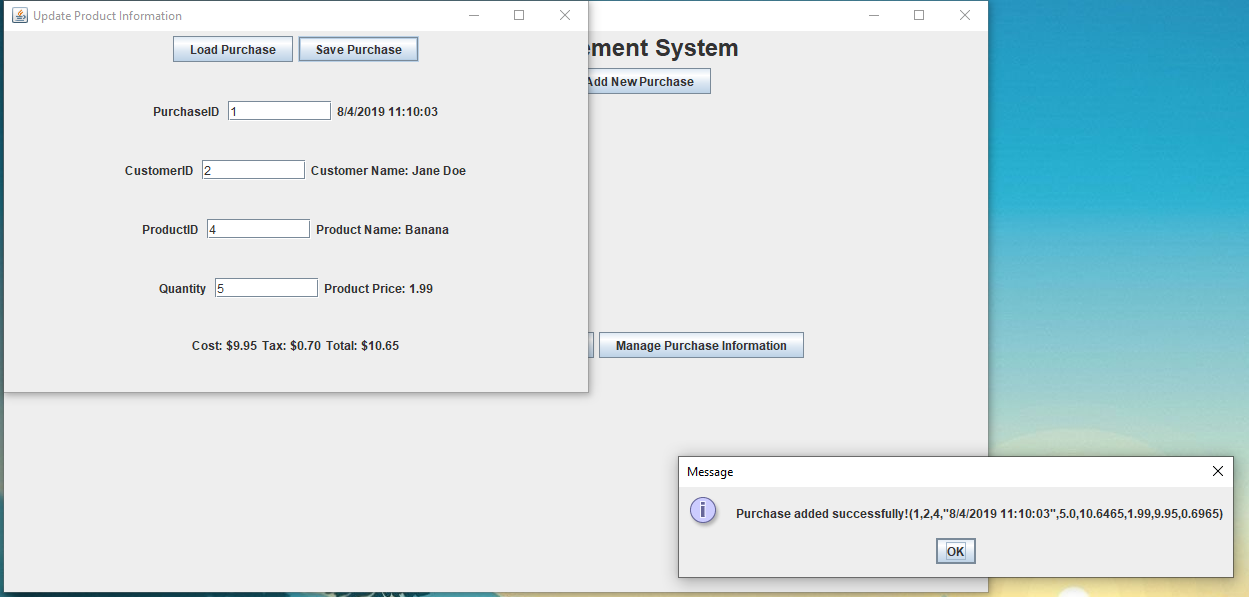 Update Product Information
Load Purchase Save Purchase
PurchaseID 1 8/4/2019 11:10:03
CustomerID 2 Customer Name: Jane Doe
ProductID 4 Product Name: Banana
Quantity 5 Product Price: 1.99
Cost: $9.95 Tax: $0.70 Total: $10.65
ement System
Add New Purchase
Manage Purchase Information
Message
Purchase added successfully!(1,2,4,"8/4/2019 11:10:03",5.0,10.6465,1.99,9.95,0.6965)
OK